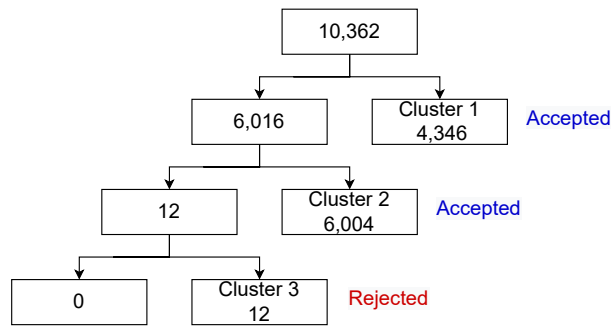 10,362
6,016
Cluster 1
4,346
Accepted
12
Cluster 2
6,004
Accepted
0
Cluster 3
12
Rejected